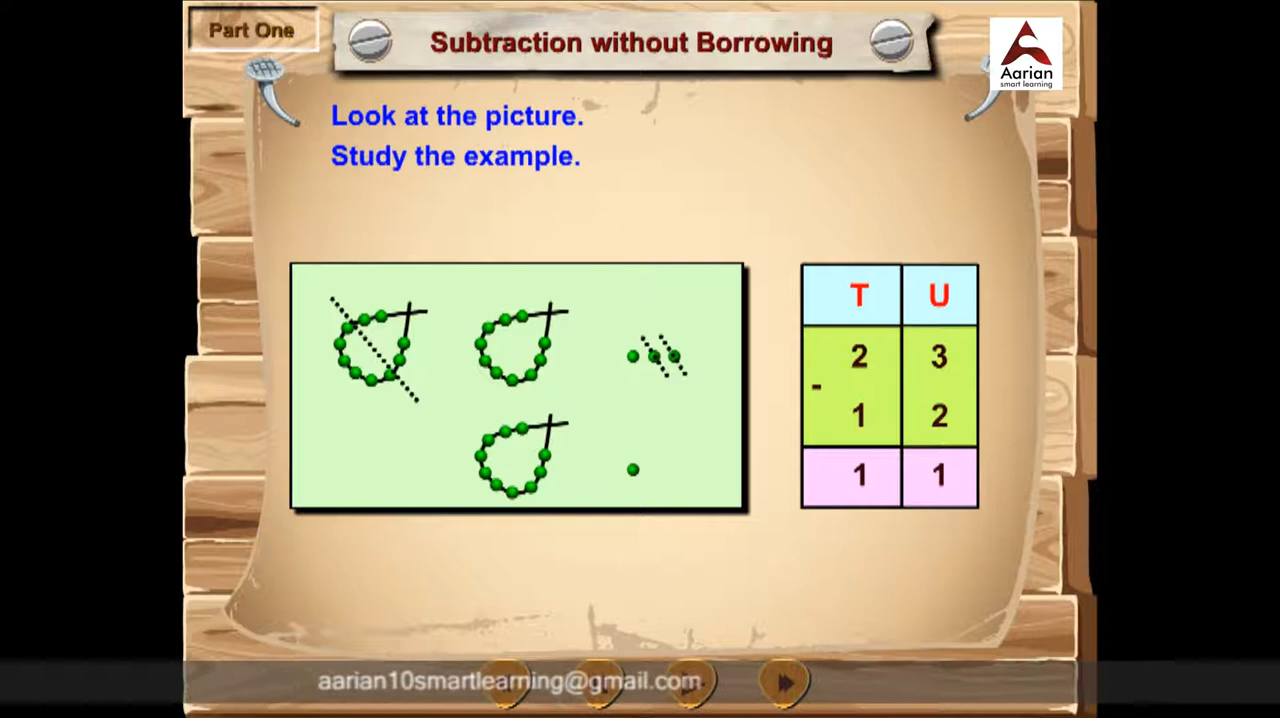 Part One
Subtraction without Borrowing
Aarian
smart learning
Look at the picture.
Study the example.
T U
2 3
-
1 2
1 1
aarian10smartlearning@gmail.com